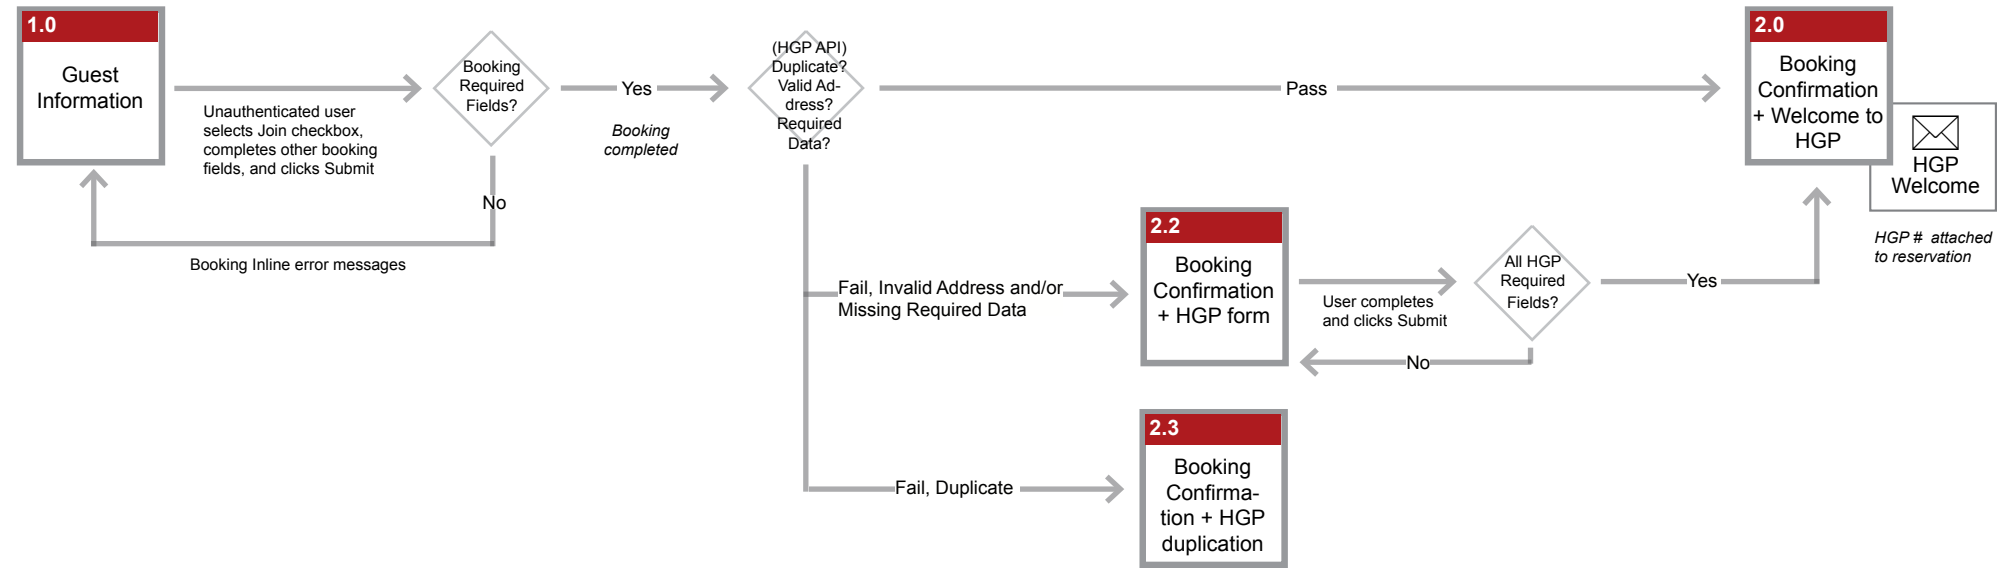 1.0
Guest
Information
Unauthenticated user
selects Join checkbox,
completes other booking
fields, and clicks Submit
Booking
Required
Fields?
No
Booking Inline error messages
Yes
Booking
completed
(HGP API)
Duplicate?
Valid Ad-
dress?
Required
Data?
Pass
2.0
Booking
Confirmation
+ Welcome to
HGP
HGP
Welcome
HGP # attached
to reservation
Fail, Invalid Address and/or
Missing Required Data
2.2
Booking
Confirmation
+ HGP form
User completes
and clicks Submit
All HGP
Required
Fields?
Yes
No
Fail, Duplicate
2.3
Booking
Confirma-
tion + HGP
duplication